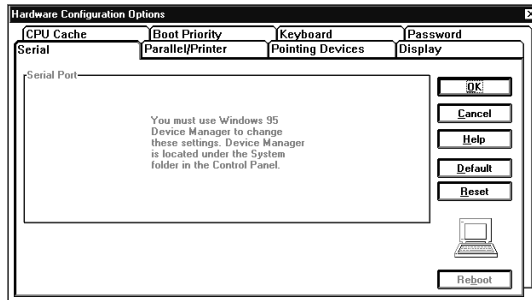 Hardware Configuration Options
CPU Cache
Boot Priority
Keyboard
Password
Serial
Parallel/Printer
Pointing Devices
Display
Serial Port
You must use Windows 95
Device Manager to change
these settings. Device Manager
is located under the System
folder in the Control Panel.
OK
Cancel
Help
Default
Reset
Reboot